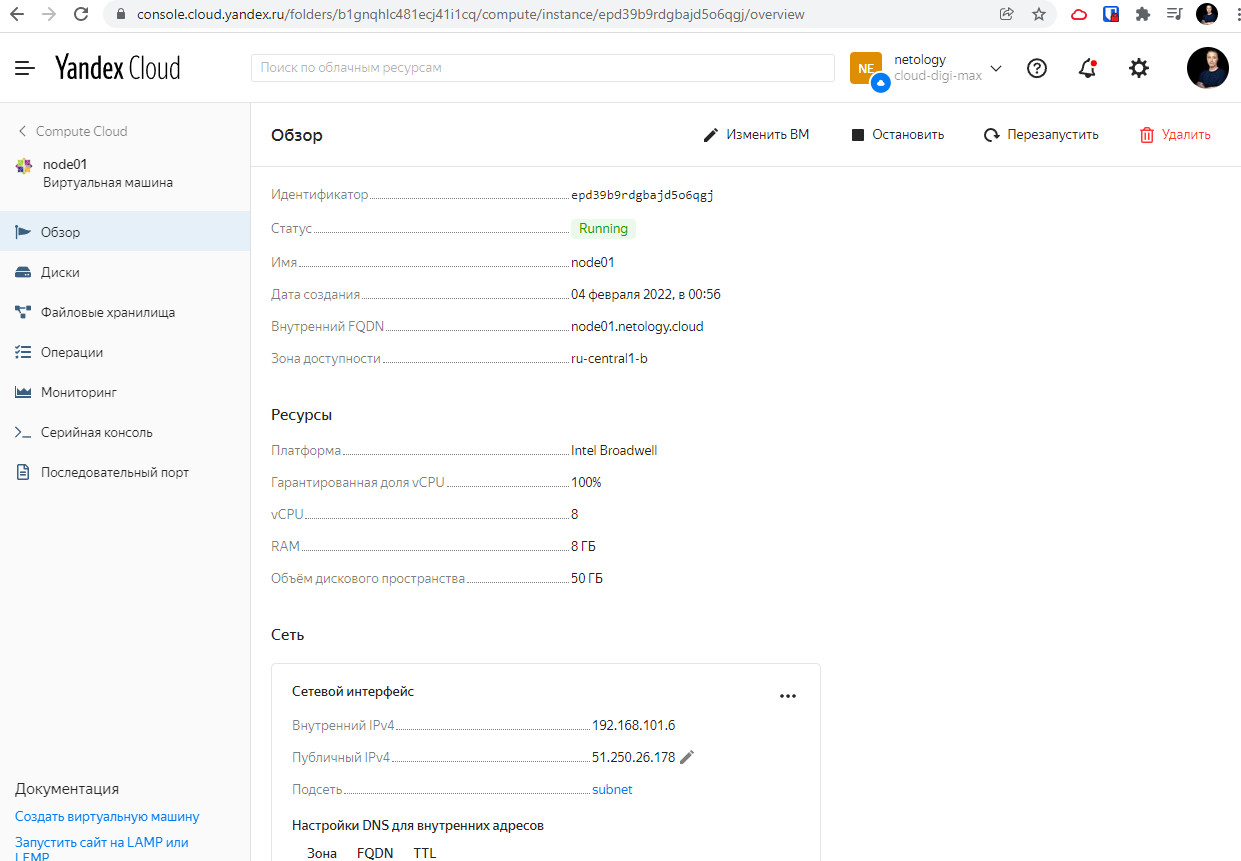 console.cloud.yandex.ru/folders/b1gnqhlc481ecj41i1cq/compute/instance/epd39b9rdgbajd5o6qgj/overview
Yandex Cloud
Поиск по облачным ресурсам
NE
netology
cloud-digi-max
Compute Cloud
node01
Виртуальная машина
Обзор
Диски
Файловые хранилища
Операции
Мониторинг
Серийная консоль
Последовательный порт
Документация
Создать виртуальную машину
Запустить сайт на LAMP или
LEMP
Обзор
Изменить ВМ
Остановить
Перезапустить
Удалить
Идентификатор epd39b9rdgbajd5o6qgj
Статус Running
Имя node01
Дата создания 04 февраля 2022, в 00:56
Внутренний FQDN node01.netology.cloud
Зона доступности ru-central1-b
Ресурсы
Платформа Intel Broadwell
Гарантированная доля vCPU 100%
vCPU 8
RAM 8 ГБ
Объём дискового пространства 50 ГБ
Сеть
Сетевой интерфейс
Внутренний IPv4 192.168.101.6
Публичный IPv4 51.250.26.178
Подсеть subnet
Настройки DNS для внутренних адресов
Зона FQDN TTL